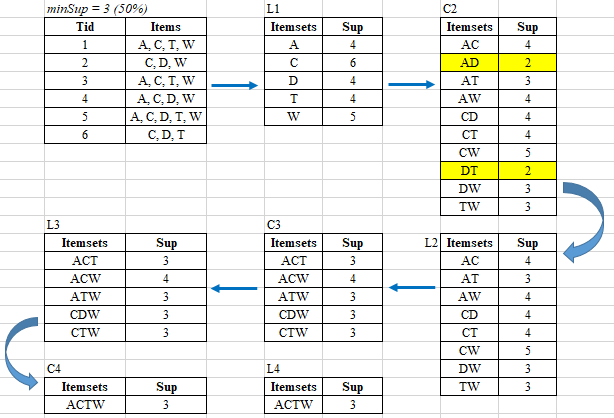 minSup = 3 (50%)
Tid Items
1 A, C, T, W
2 C, D, W
3 A, C, T, W
4 A, C, D, W
5 A, C, D, T, W
6 C, D, T
L1
Itemsets Sup
A 4
C 6
D 4
T 4
W 5
C2
Itemsets Sup
AC 4
AD 2
AT 3
AW 4
CD 4
CT 4
CW 5
DT 2
DW 3
TW 3
L2
Itemsets Sup
AC 4
AT 3
AW 4
CD 4
CT 4
CW 5
DW 3
TW 3
C3
Itemsets Sup
ACT 3
ACW 4
ATW 3
CDW 3
CTW 3
L3
Itemsets Sup
ACT 3
ACW 4
ATW 3
CDW 3
CTW 3
C4
Itemsets Sup
ACTW 3
L4
Itemsets Sup
ACTW 3